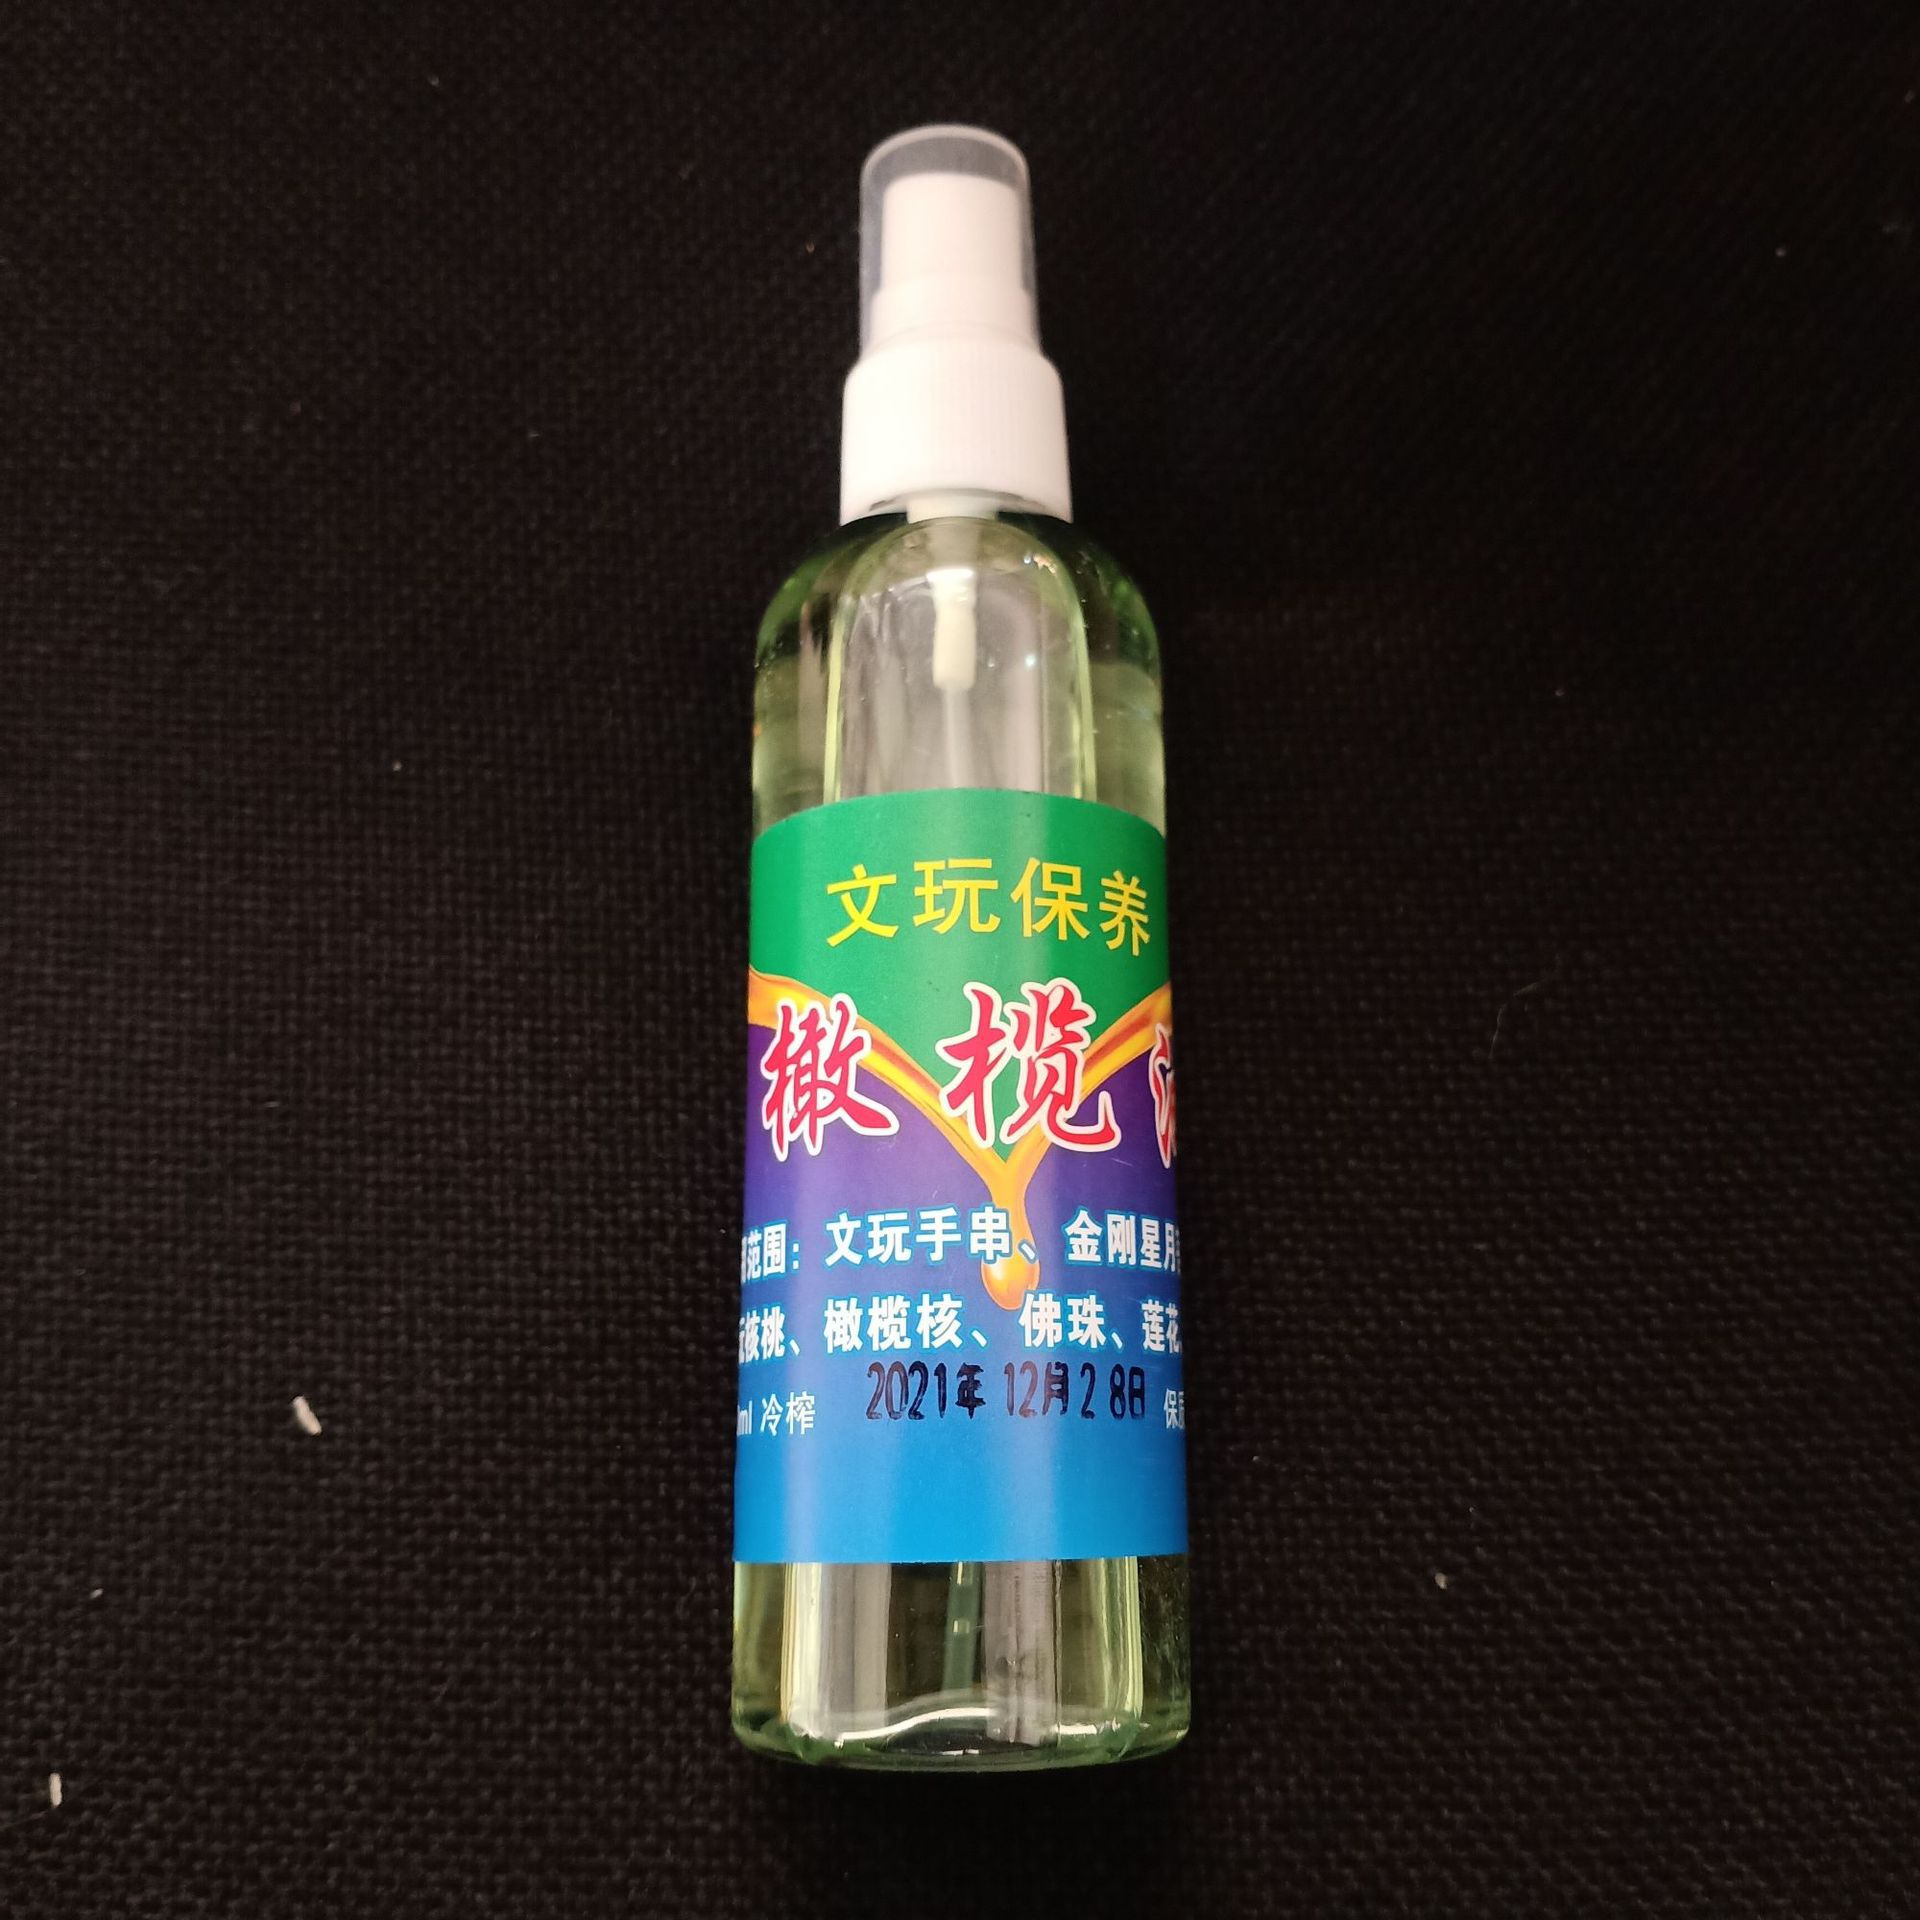 文玩保养
橄榄
范围：文玩手串、金刚星月
核桃、橄榄核、佛珠、莲花
ml 冷榨 2021年12月28日 保